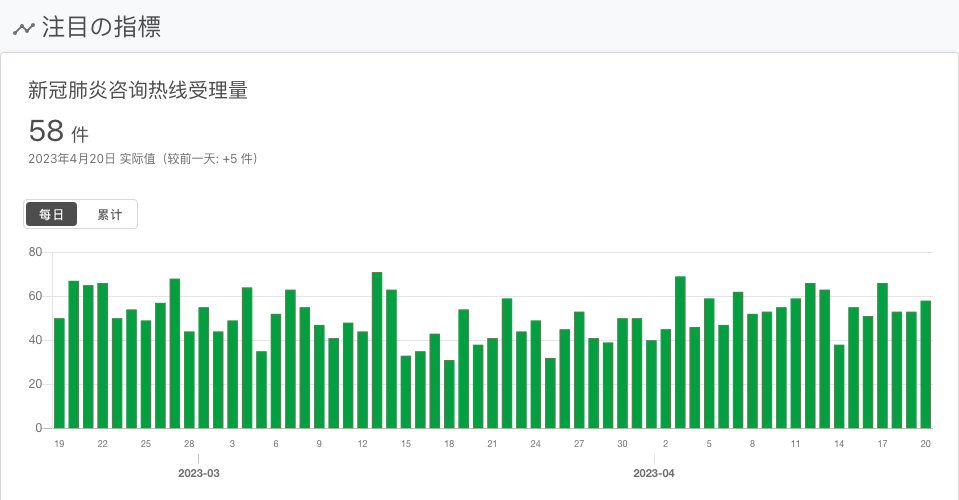 注目の指標
新冠肺炎咨询热线受理量
58 件
2023年4月20日 实际值（较前一天: +5 件）
每日 累计
80
60
40
20
0
19 22 25 28 3 6 9 12 15 18 21 24 27 30 2 5 8 11 14 17 20
2023-03 2023-04